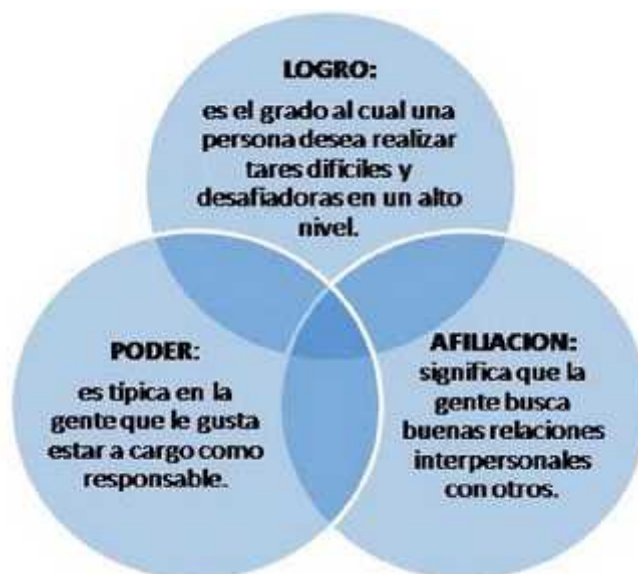 LOGRO:
es el grado al cual una
persona desea realizar
tares dificiles y
desafiadoras en un alto
nivel.
PODER:
es típica en la
gente que le gusta
estar a cargo como
responsable.
AFILIACION:
significa que la
gente busca
buenas relaciones
interpersonales
con otros.